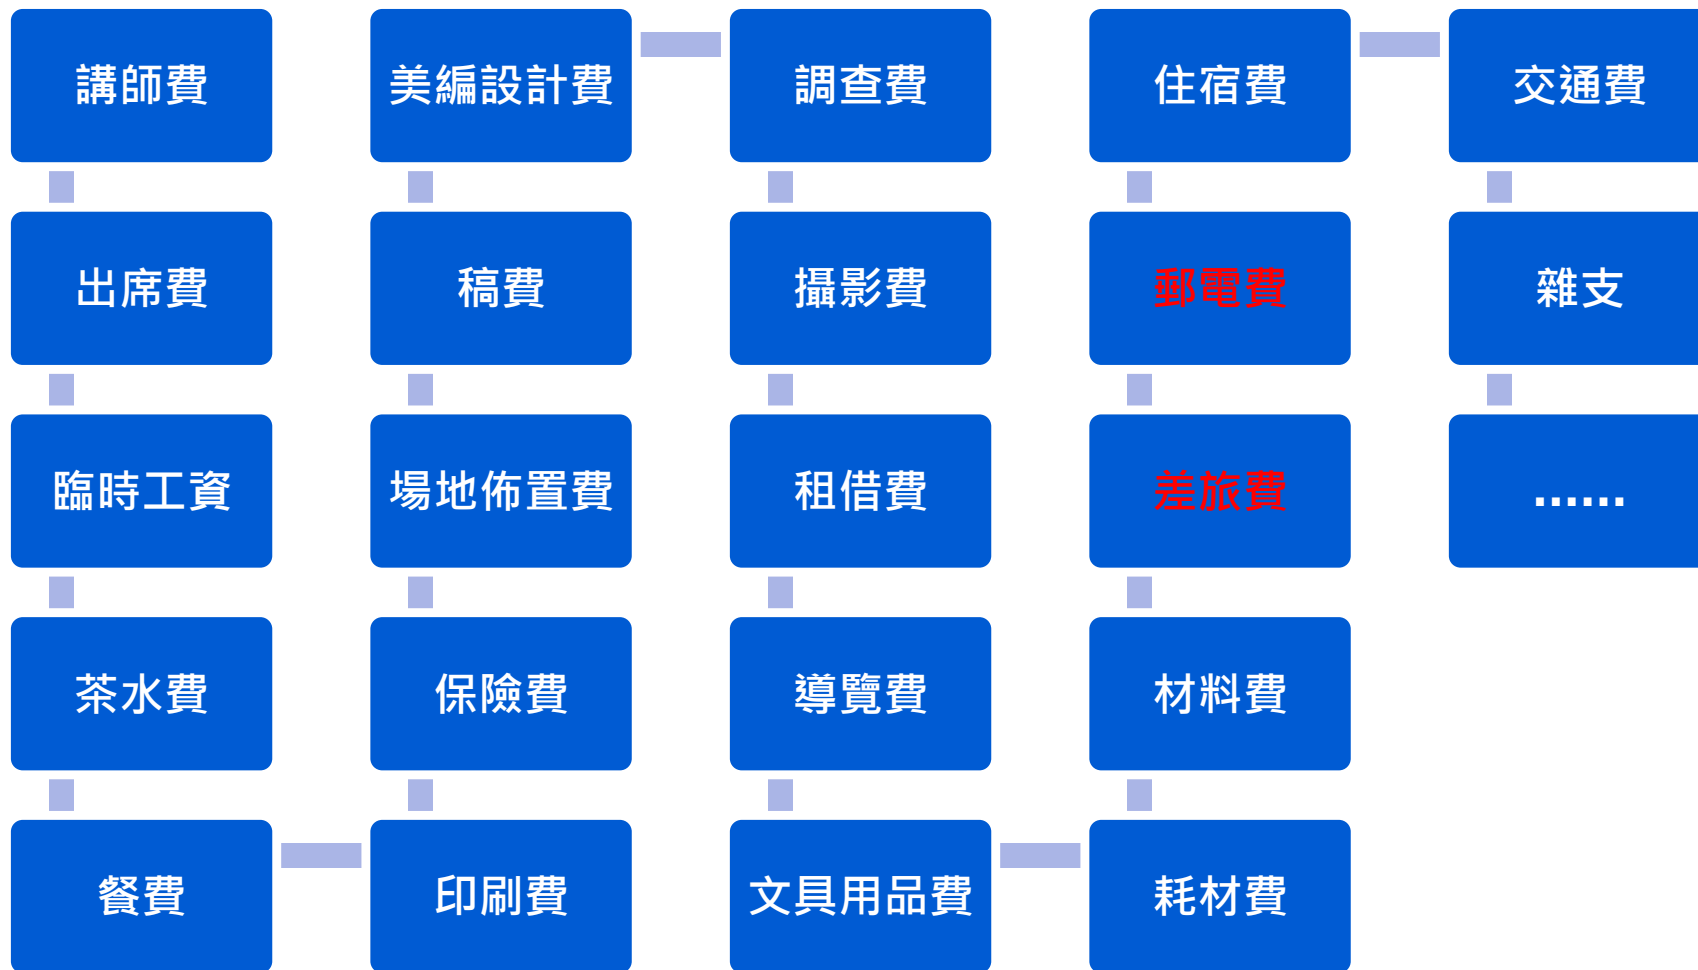 講師費
出席費
臨時工資
茶水費
餐費
印刷費
保險費
場地佈置費
稿費
美編設計費
調查費
攝影費
租借費
導覽費
文具用品費
耗材費
材料費
差旅費
郵電費
住宿費
交通費
雜支
......